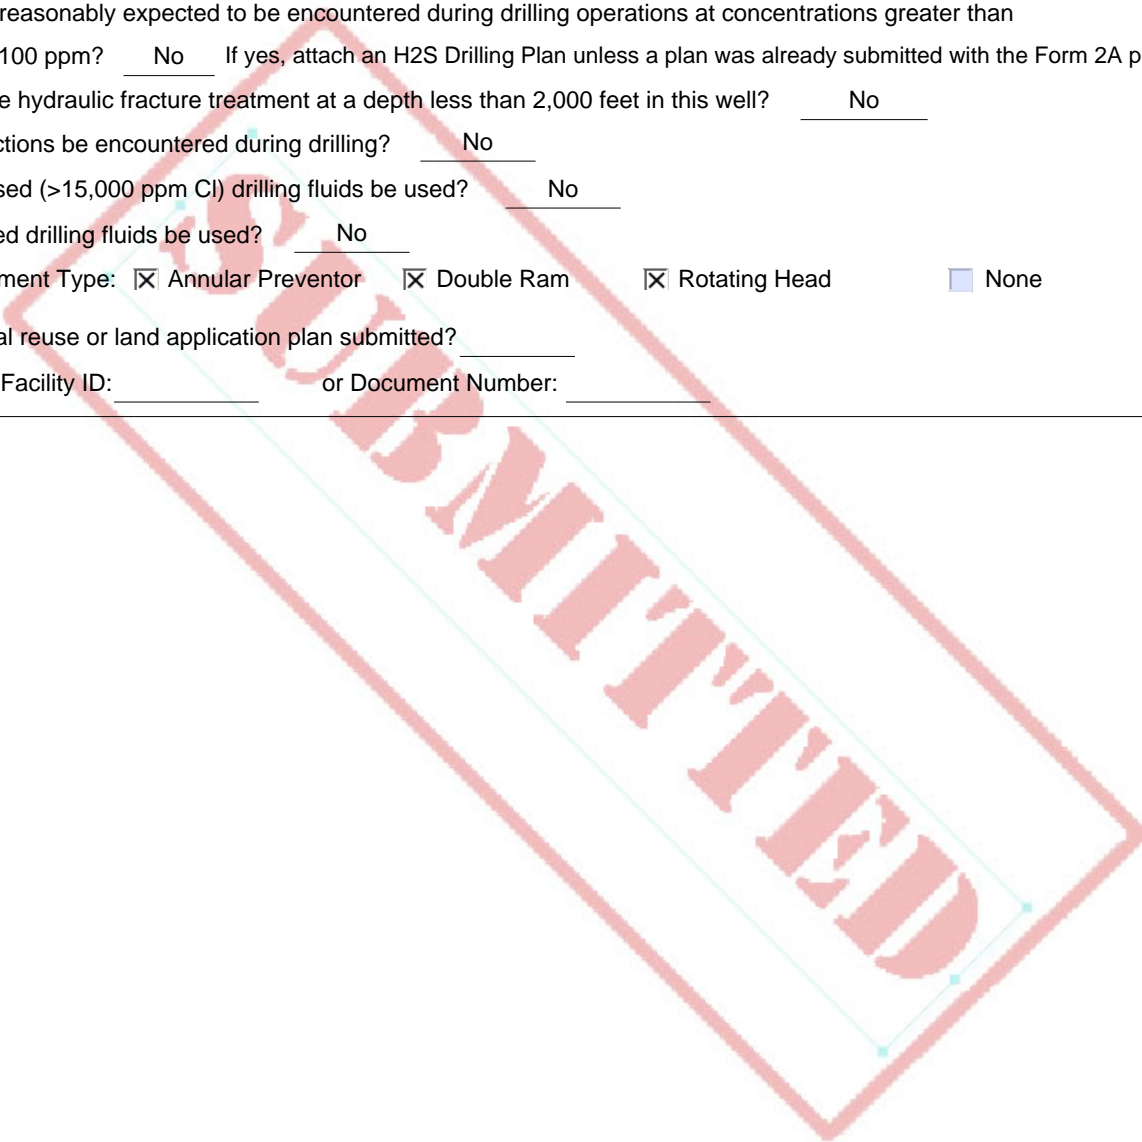 reasonably expected to be encountered during drilling operations at concentrations greater than
100 ppm? No If yes, attach an H2S Drilling Plan unless a plan was already submitted with the Form 2A p
e hydraulic fracture treatment at a depth less than 2,000 feet in this well? No
ctions be encountered during drilling? No
sed (>15,000 ppm Cl) drilling fluids be used? No
ed drilling fluids be used? No
ment Type: Annular Preventor Double Ram Rotating Head None
al reuse or land application plan submitted?
Facility ID: or Document Number:
SUBMITTED